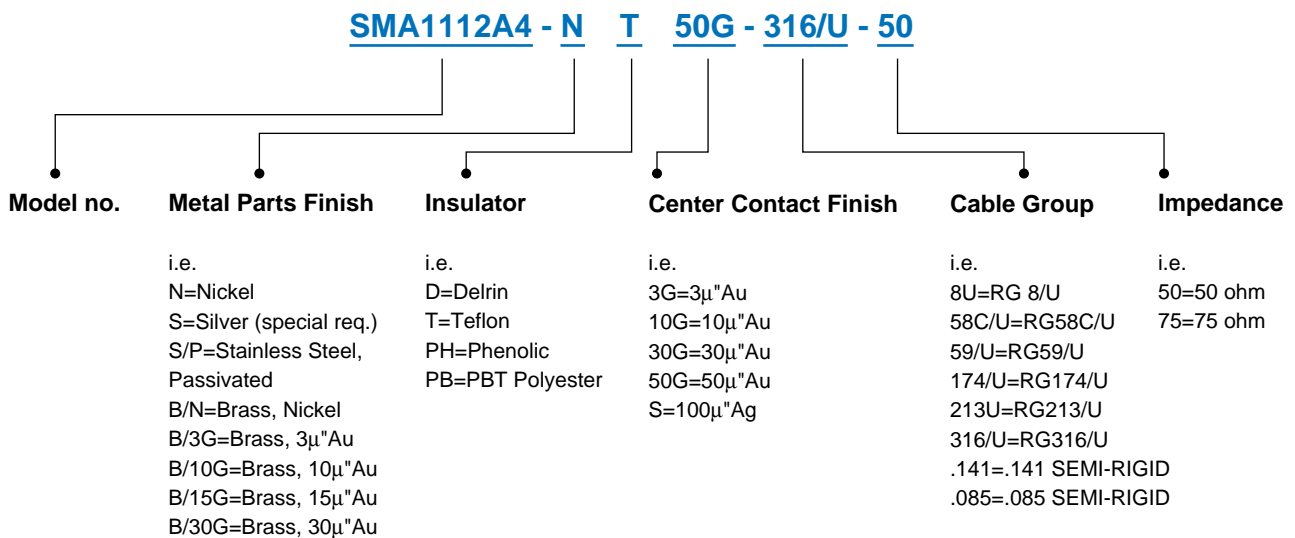 SMA1112A4 - N T 50G - 316/U - 50
Model no.
Metal Parts Finish
i.e.
N=Nickel
S=Silver (special req.)
S/P=Stainless Steel,
Passivated
B/N=Brass, Nickel
B/3G=Brass, 3μ"Au
B/10G=Brass, 10μ"Au
B/15G=Brass, 15μ"Au
B/30G=Brass, 30μ"Au
Insulator
i.e.
D=Delrin
T=Teflon
PH=Phenolic
PB=PBT Polyester
Center Contact Finish
i.e.
3G=3μ"Au
10G=10μ"Au
30G=30μ"Au
50G=50μ"Au
S=100μ"Ag
Cable Group
i.e.
8U=RG 8/U
58C/U=RG58C/U
59/U=RG59/U
174/U=RG174/U
213U=RG213/U
316/U=RG316/U
.141=.141 SEMI-RIGID
.085=.085 SEMI-RIGID
Impedance
i.e.
50=50 ohm
75=75 ohm